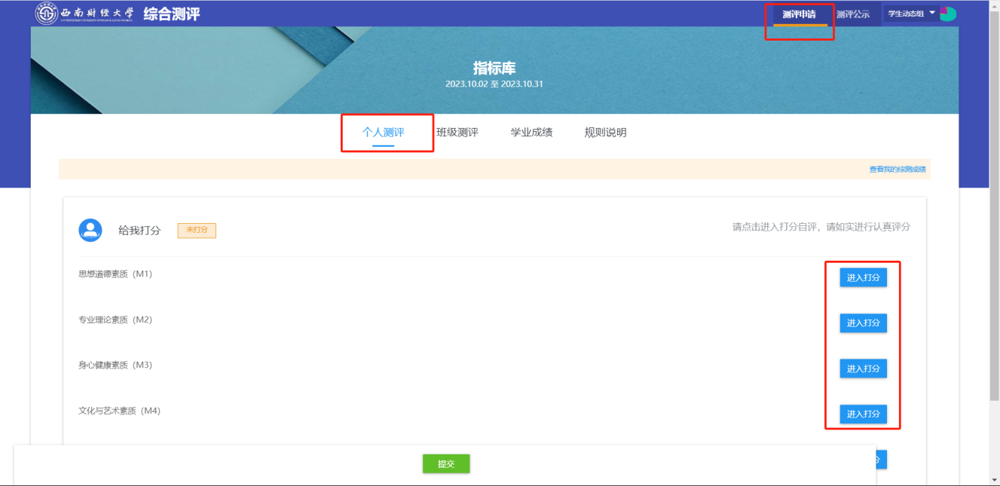 西南财经大学 综合测评
测评申请 测评公示 学生动态组
指标库
2023.10.02 至 2023.10.31
个人测评 班级测评 学业成绩 规则说明
查看我的综测成绩
给我打分 未打分 请点击进入打分自评，请如实进行认真评分
思想道德素质（M1） 进入打分
专业理论素质（M2） 进入打分
身心健康素质（M3） 进入打分
文化与艺术素质（M4） 进入打分
提交